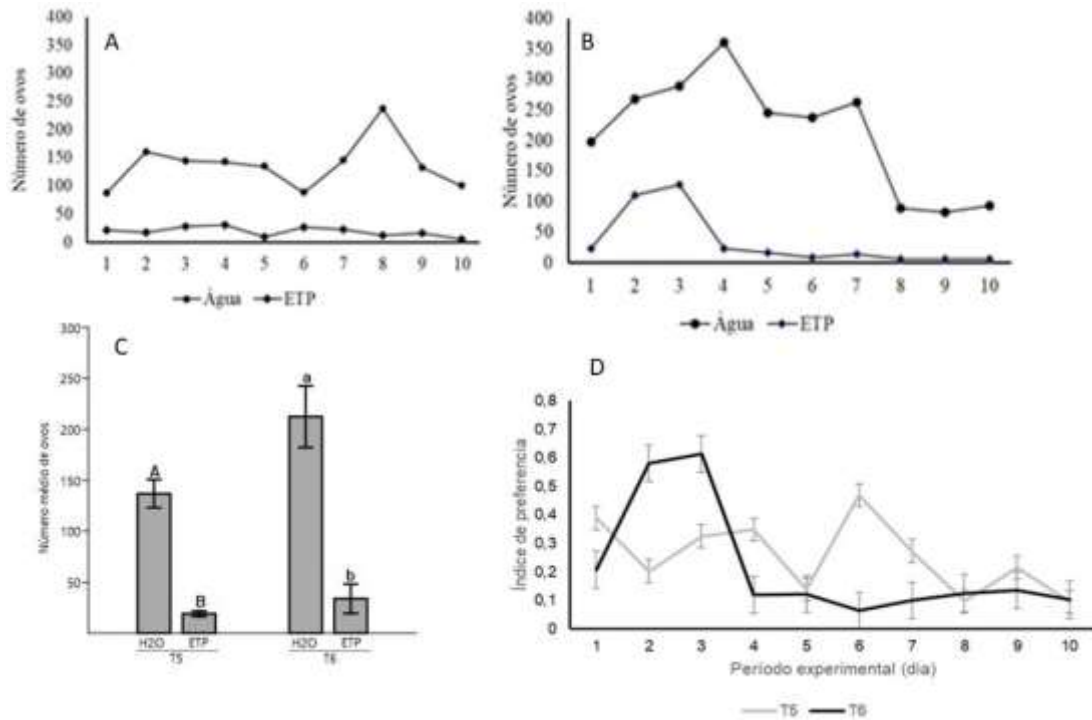 A
Número de ovos
400
400
350
300
250
200
150
100
50
0
1 2 3 4 5 6 7 8 9 10
Água ETP
B
Número de ovos
400
350
300
250
200
150
100
50
0
1 2 3 4 5 6 7 8 9 10
Água ETP
C
Número médio de ovos
300
250
200
150
100
50
A
B
a
b
H2O ETP H2O ETP
T5 T6
D
Índice de preferencia
0,8
0,7
0,6
0,5
0,4
0,3
0,2
0,1
0
1 2 3 4 5 6 7 8 9 10
Período experimental (dia)
T5 T6